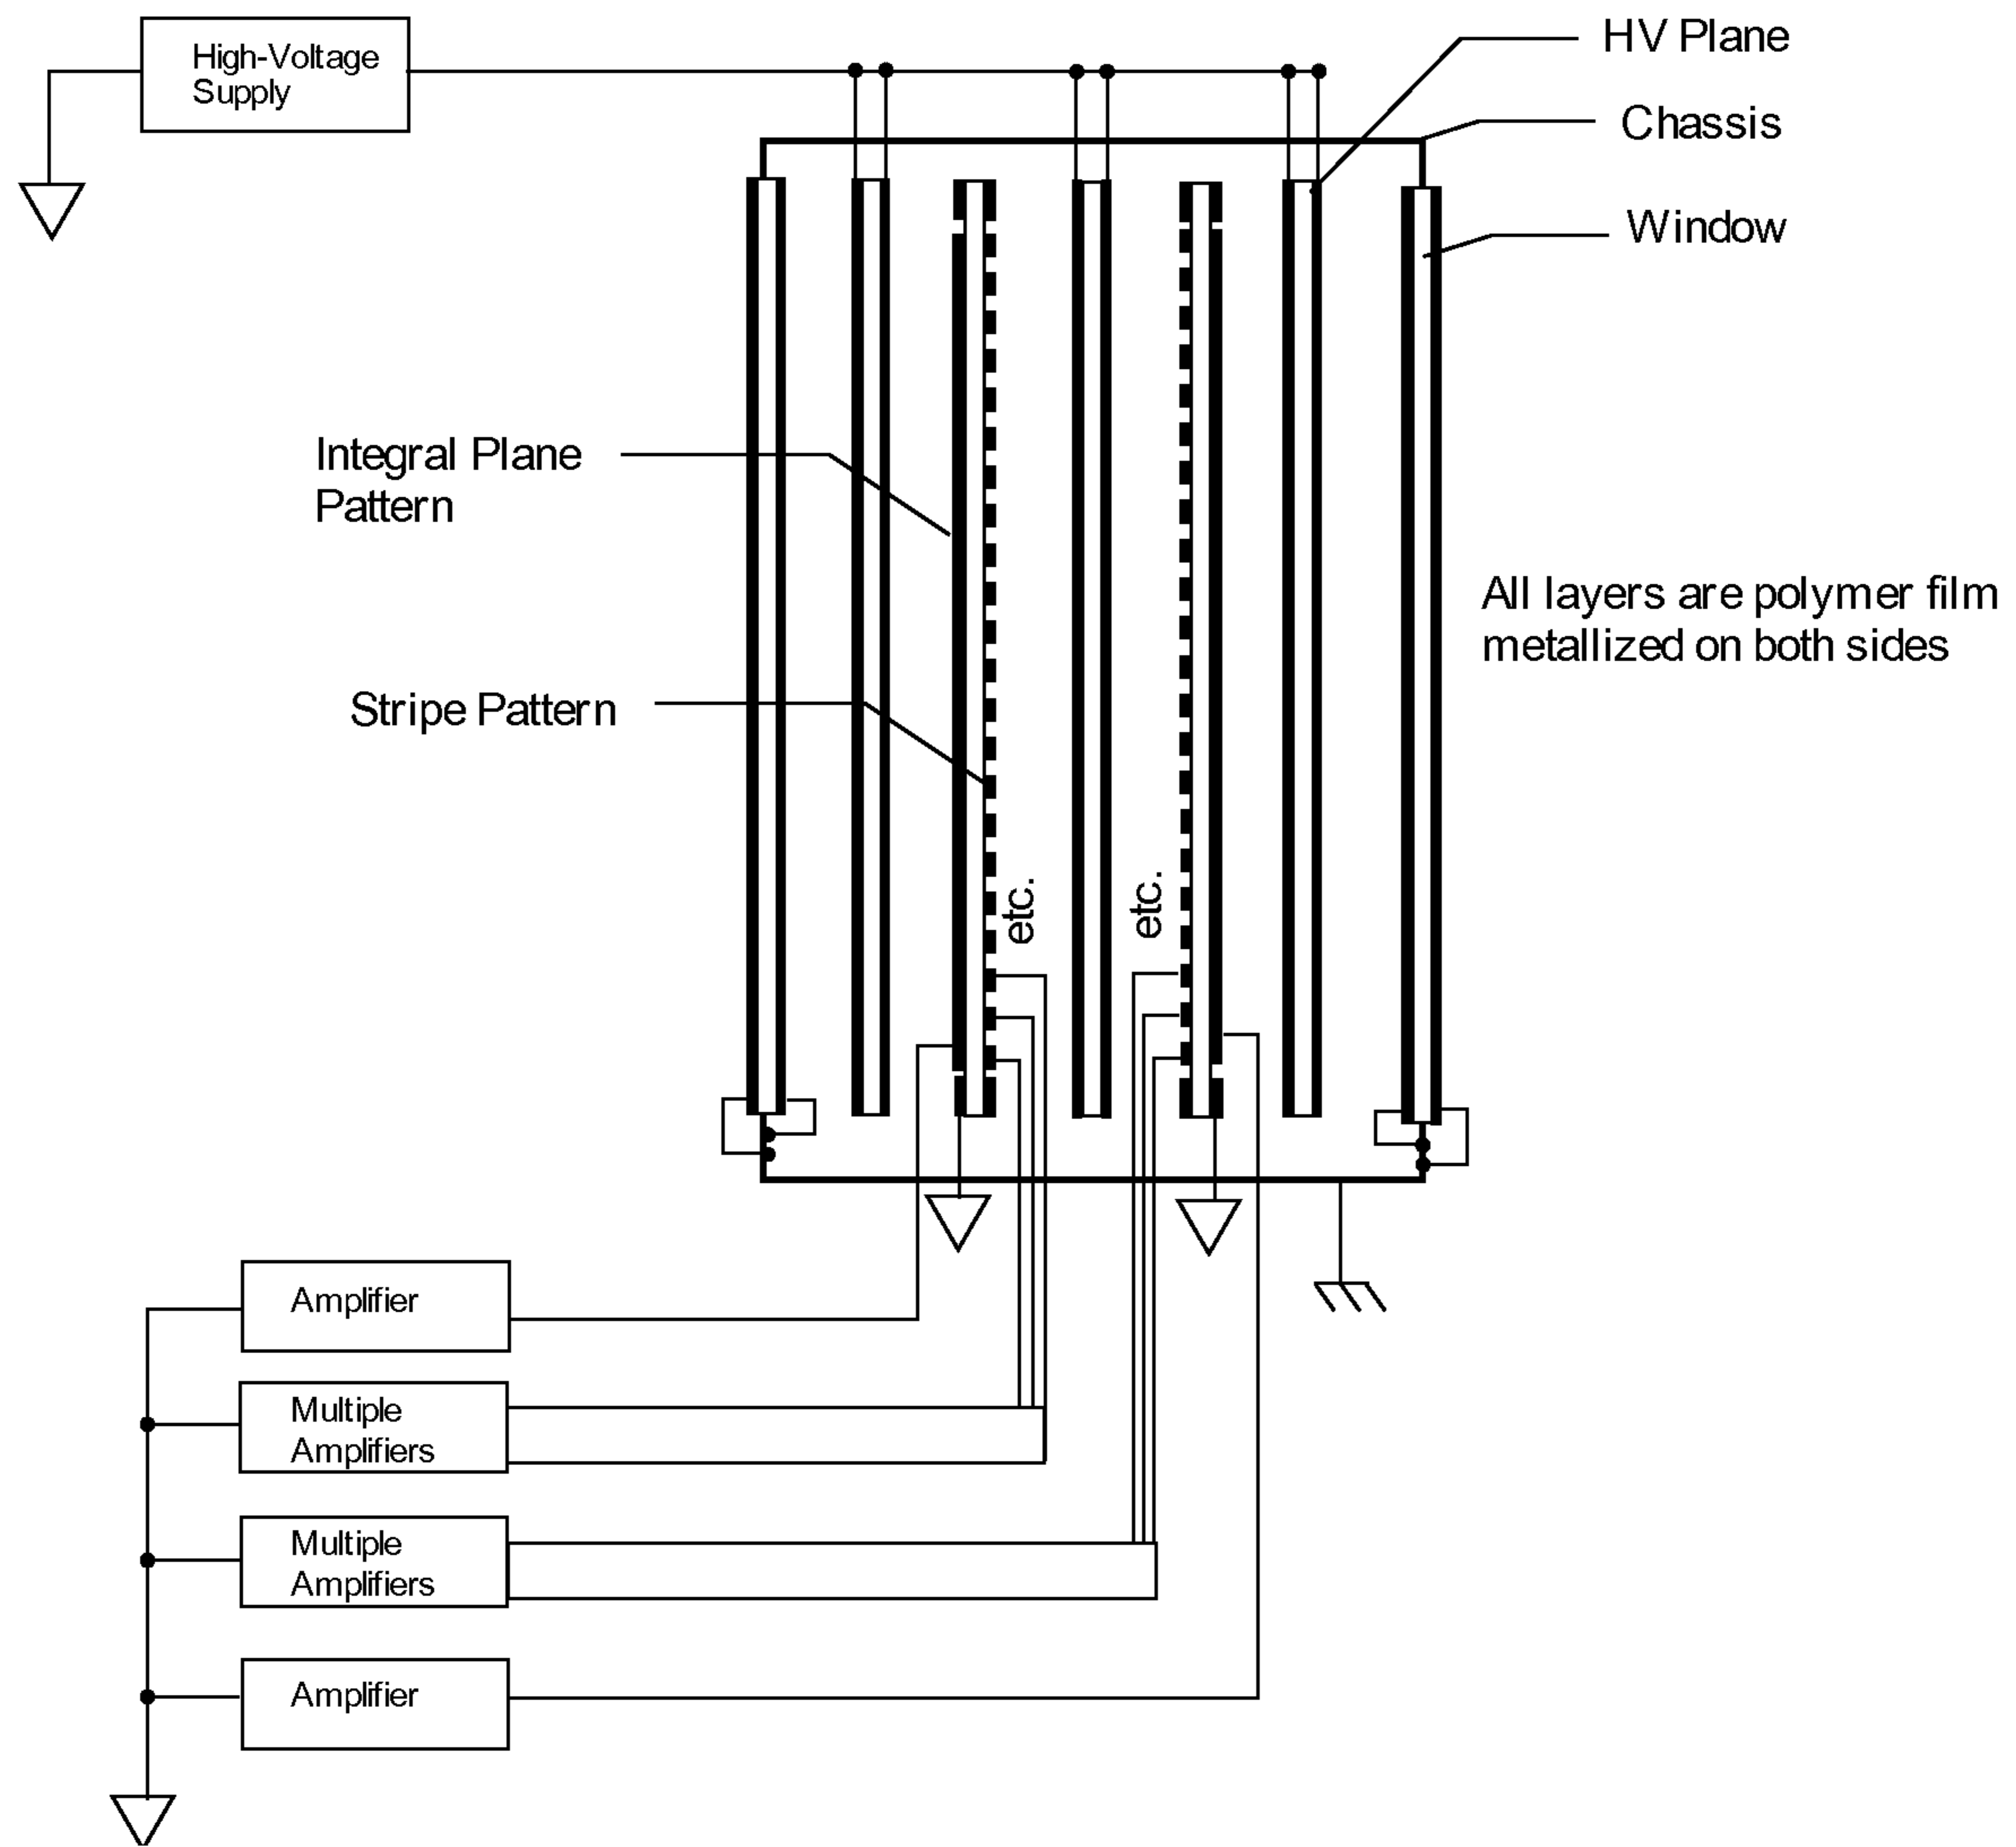 High-Voltage
Supply
HV Plane
Chassis
Window
Integral Plane
Pattern
All layers are polymer film
metallized on both sides
Stripe Pattern
etc.
etc.
Amplifier
Multiple
Amplifiers
Multiple
Amplifiers
Amplifier